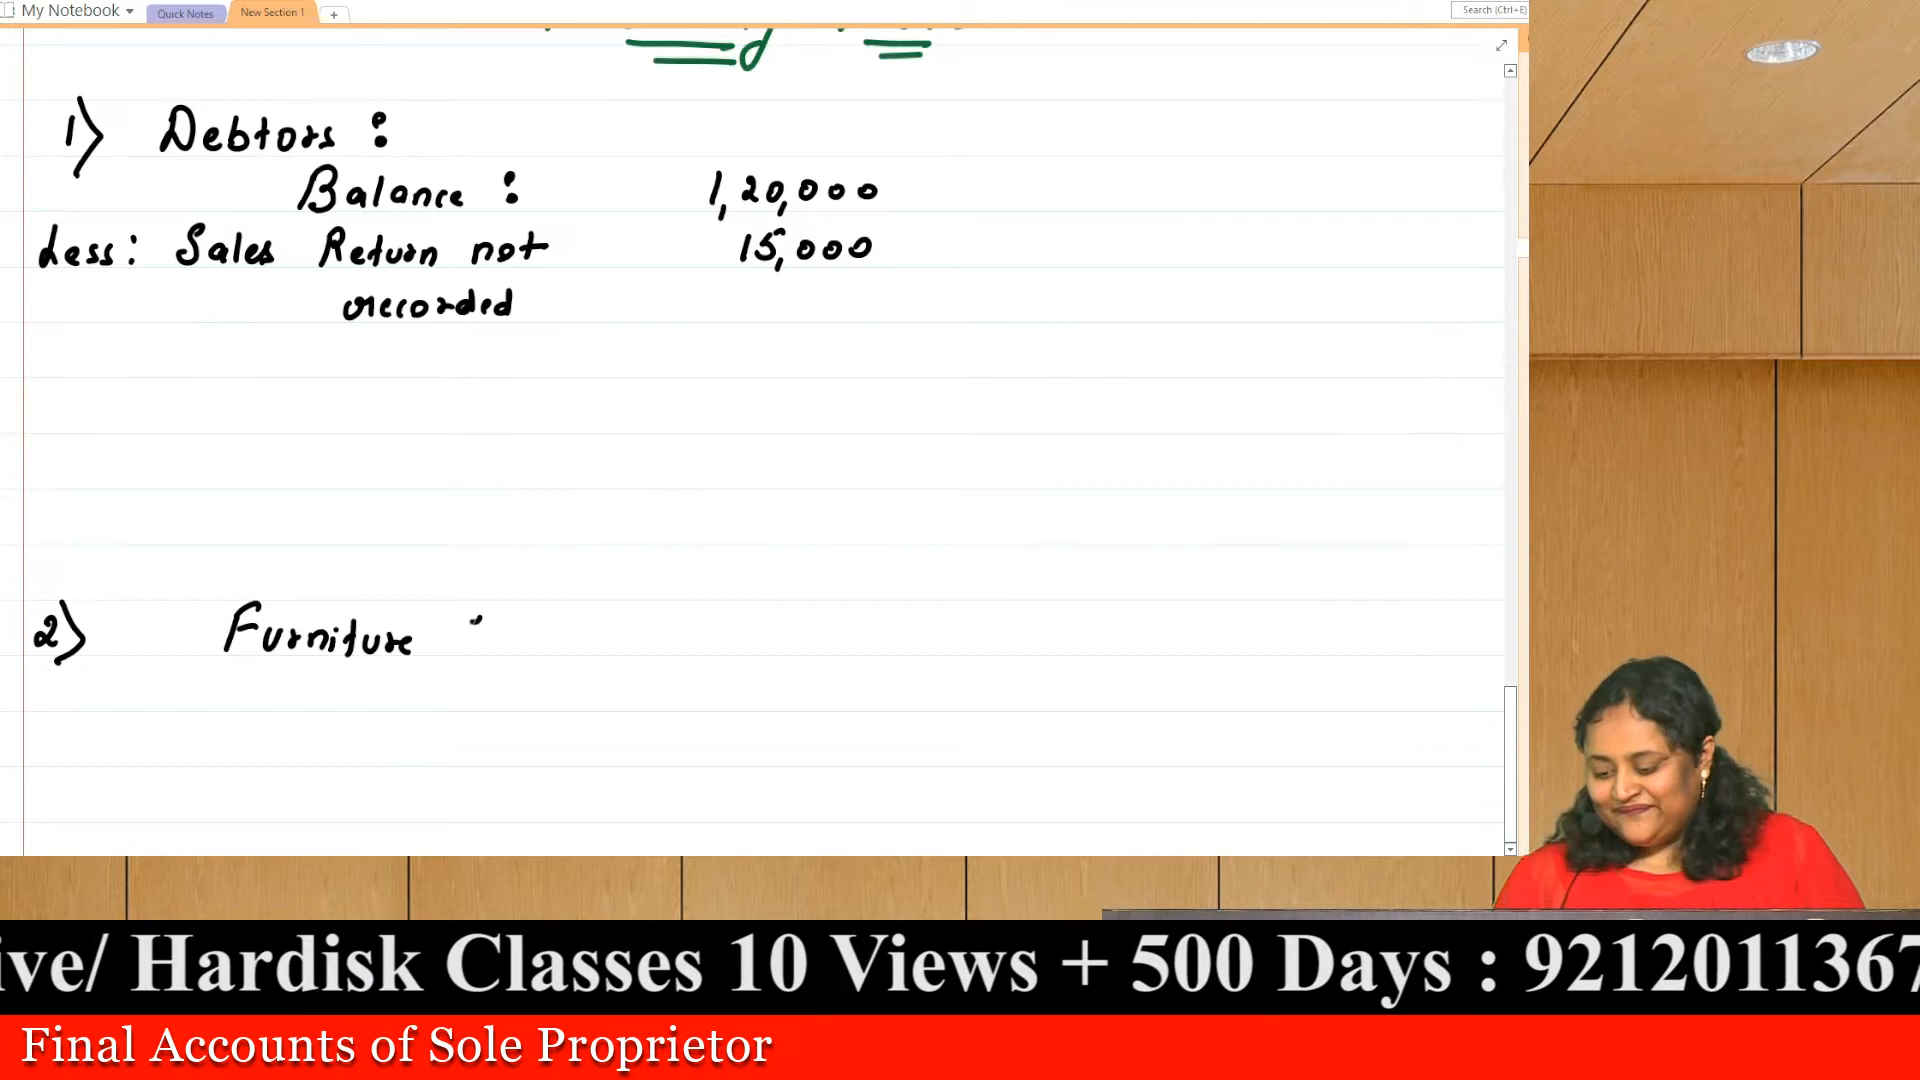 My Notebook
Quick Notes
New Section 1
+
Search (Ctrl+E)
1) Debtors :
Balance : 1,20,000
Less: Sales Return not 15,000
recorded
2) Furniture
ive/ Hardisk Classes 10 Views + 500 Days : 9212011367
Final Accounts of Sole Proprietor